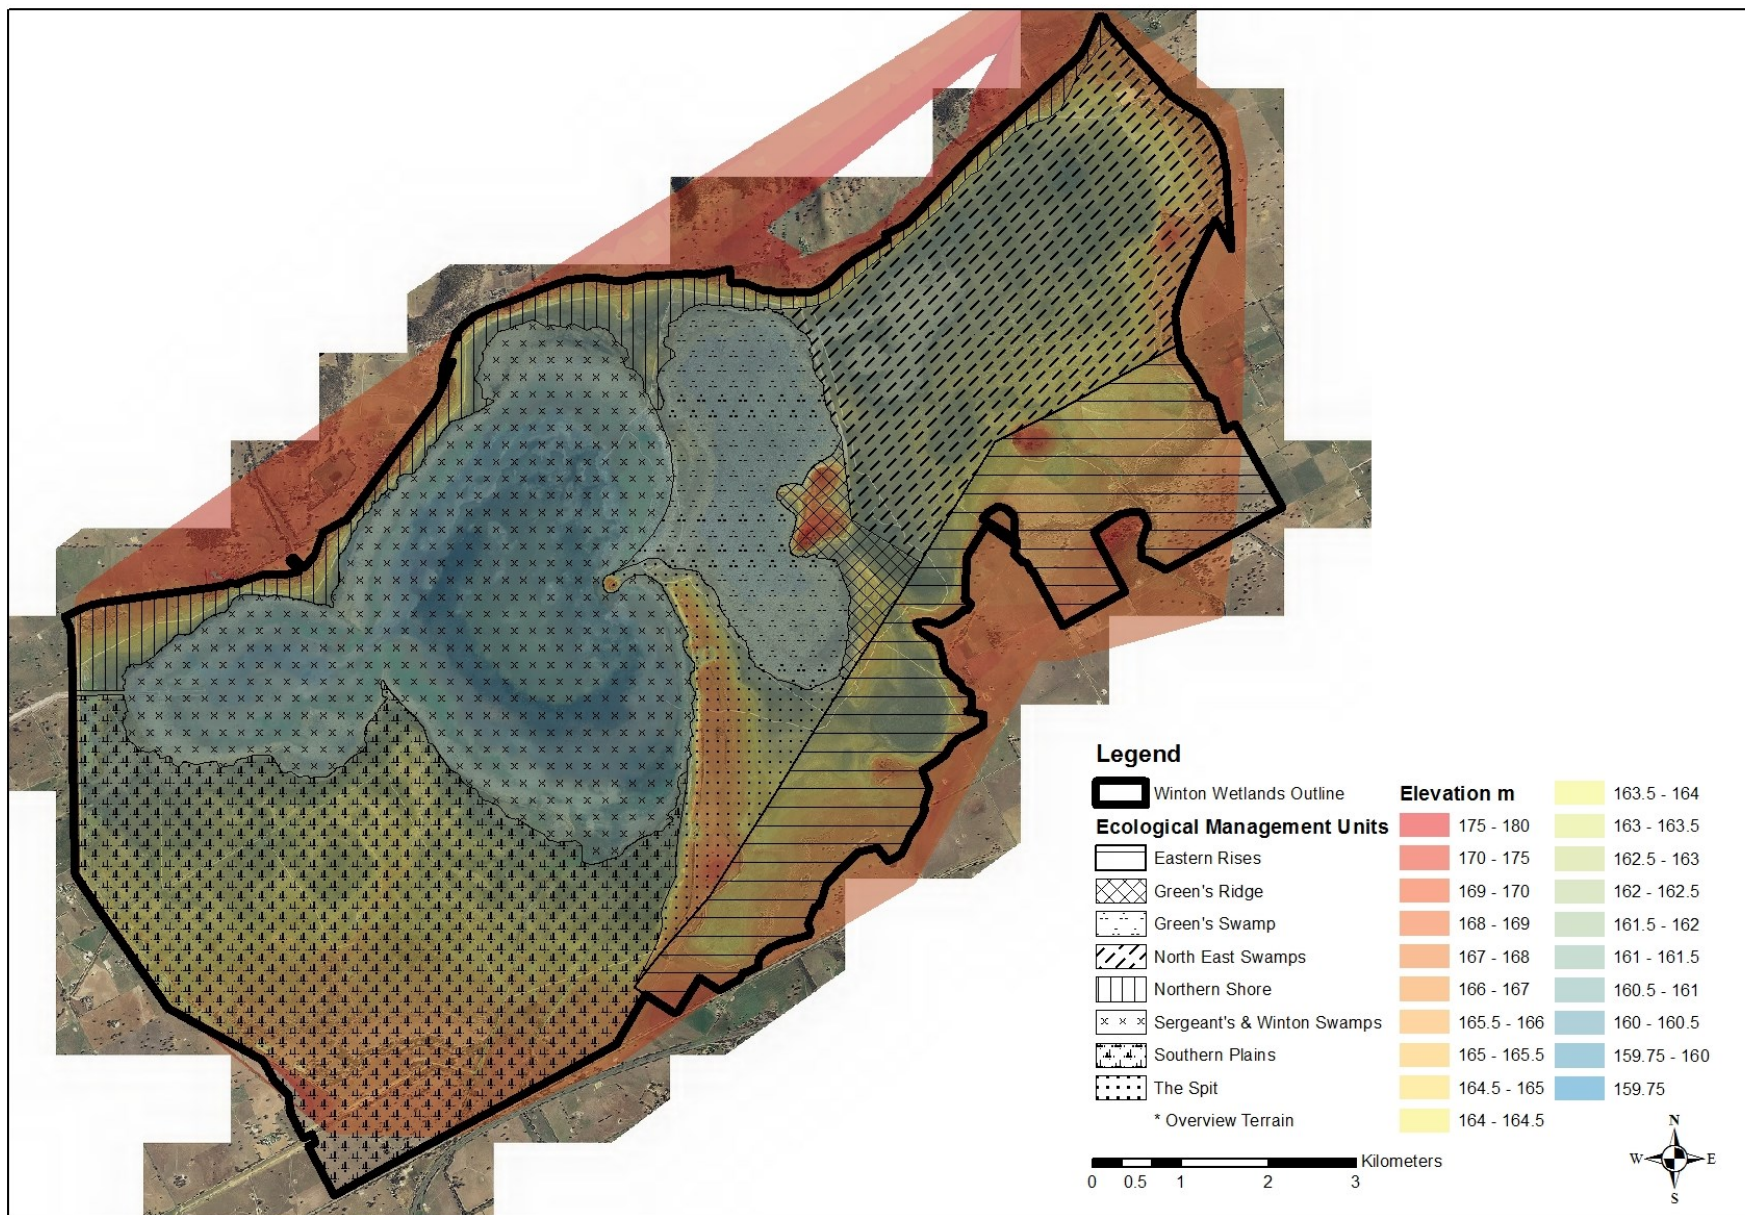 Legend
Winton Wetlands Outline
Ecological Management Units
Eastern Rises
Green's Ridge
Green's Swamp
North East Swamps
Northern Shore
Sergeant's & Winton Swamps
Southern Plains
The Spit
* Overview Terrain
Elevation m
175 - 180
170 - 175
169 - 170
168 - 169
167 - 168
166 - 167
165.5 - 166
165 - 165.5
164.5 - 165
164 - 164.5
163.5 - 164
163 - 163.5
162.5 - 163
162 - 162.5
161.5 - 162
161 - 161.5
160.5 - 161
160 - 160.5
159.75 - 160
159.75
Kilometers
0 0.5 1 2 3
N
W E
S